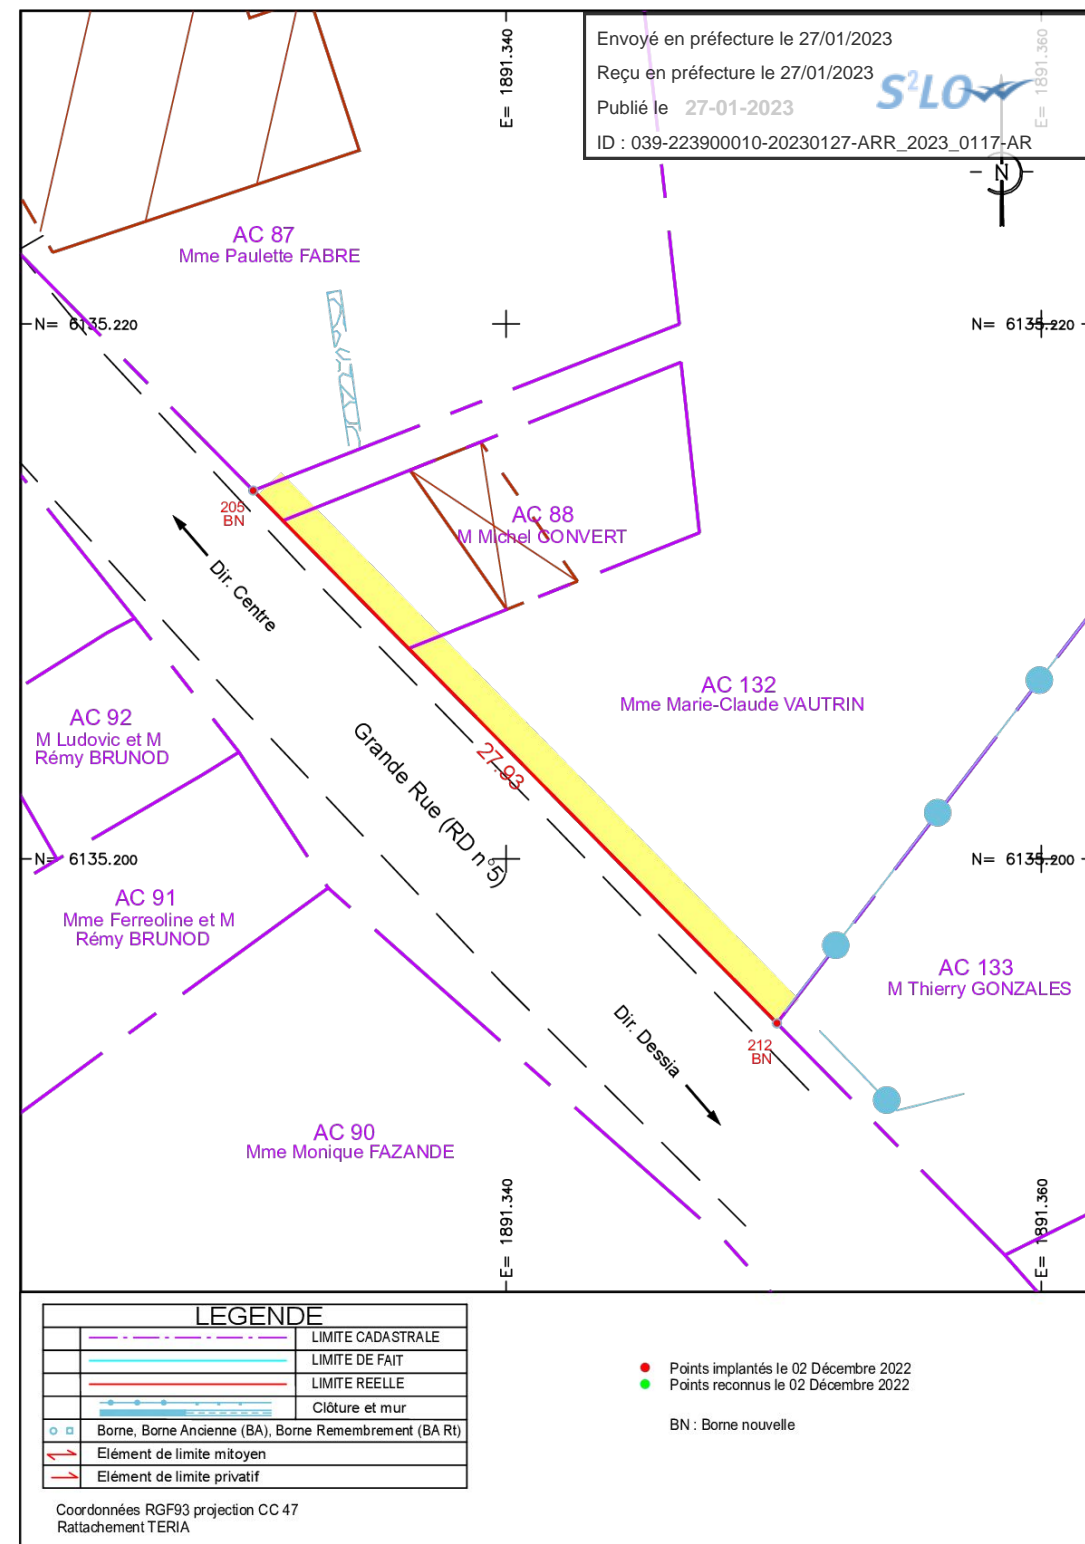 E= 1891.340
Envoyé en préfecture le 27/01/2023
Reçu en préfecture le 27/01/2023
Publié le 27-01-2023
S²LO
ID : 039-223900010-20230127-ARR_2023_0117-AR
E= 1891.360
N
AC 87
Mme Paulette FABRE
N= 6135.220
N= 6135.220
205
BN
AC 88
M Michel CONVERT
Dir. Centre
AC 132
Mme Marie-Claude VAUTRIN
AC 92
M Ludovic et M
Rémy BRUNOD
27.93
Grande Rue (RD n°5)
N= 6135.200
N= 6135.200
AC 91
Mme Ferreoline et M
Rémy BRUNOD
AC 133
M Thierry GONZALES
Dir. Dessia
212
BN
AC 90
Mme Monique FAZANDE
E= 1891.340
E= 1891.360
LEGENDE
LIMITE CADASTRALE
LIMITE DE FAIT
LIMITE REELLE
Clôture et mur
Borne, Borne Ancienne (BA), Borne Remembrement (BA Rt)
Elément de limite mitoyen
Elément de limite privatif
Points implantés le 02 Décembre 2022
Points reconnus le 02 Décembre 2022
BN : Borne nouvelle
Coordonnées RGF93 projection CC 47
Rattachement TERIA